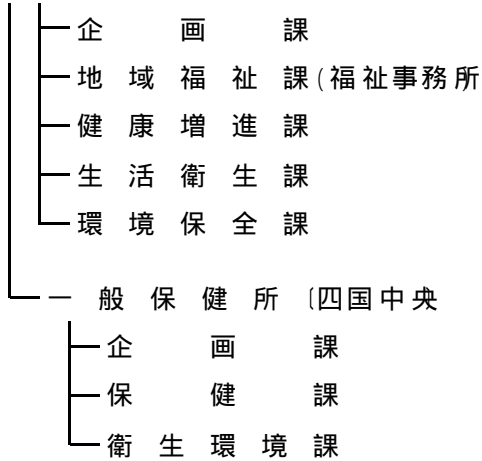 企画課
地域福祉課(福祉事務所
健康増進課
生活衛生課
環境保全課
一般保健所〔四国中央
企画課
保健課
衛生環境課